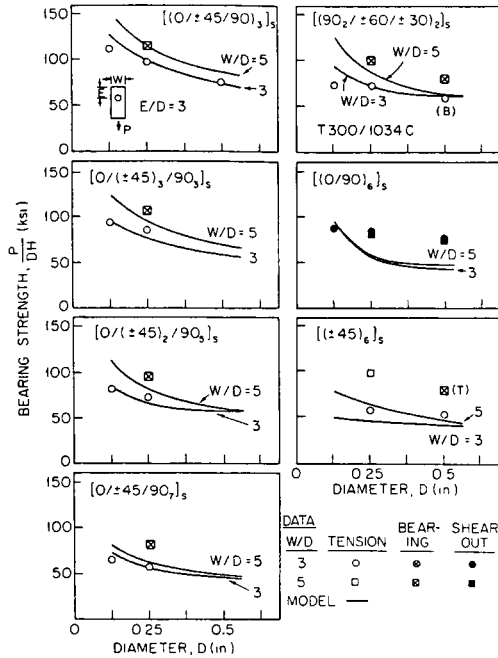 BEARING STRENGTH, P/DH (ksi)
150
100
50
0
[(0/±45/90)₃]ₛ
W/D=5
3
W
E
P
E/D=3
[(90₂/±60/±30)₂]ₛ
W/D=5
W/D=3
(B)
T300/1034C
150
100
50
0
[0/(±45)₃/90₃]ₛ
W/D=5
3
[(0/90)₆]ₛ
W/D=5
3
150
100
50
0
[0/(±45)₂/90₅]ₛ
W/D=5
3
[(±45)₆]ₛ
(T)
5
W/D=3
0 0.25 0.5
DIAMETER, D (in)
150
100
50
0
[0/±45/90₇]ₛ
W/D=5
3
0 0.25 0.5
DIAMETER, D (in)
DATA
W/D TENSION BEAR-ING SHEAR OUT
3
5
MODEL